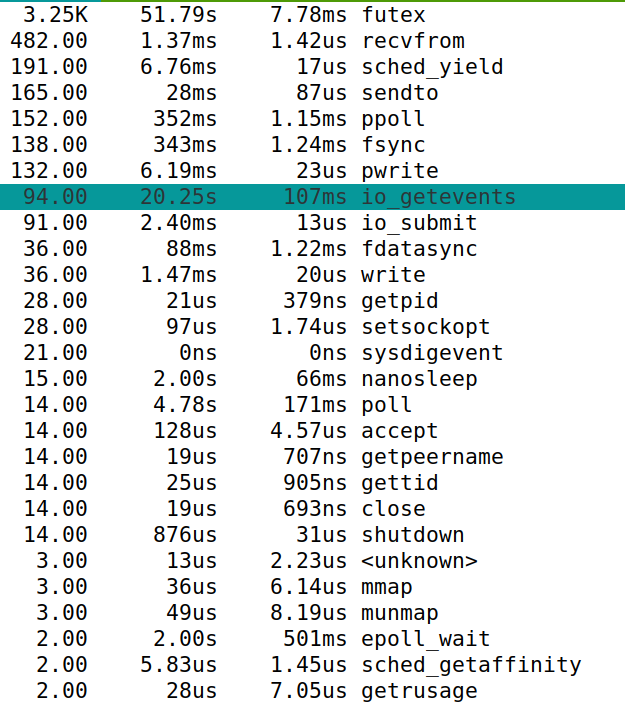 3.25K 51.79s 7.78ms futex
482.00 1.37ms 1.42us recvfrom
191.00 6.76ms 17us sched_yield
165.00 28ms 87us sendto
152.00 352ms 1.15ms ppoll
138.00 343ms 1.24ms fsync
132.00 6.19ms 23us pwrite
94.00 20.25s 107ms io_getevents
91.00 2.40ms 13us io_submit
36.00 88ms 1.22ms fdatasync
36.00 1.47ms 20us write
28.00 21us 379ns getpid
28.00 97us 1.74us setsockopt
21.00 0ns 0ns sysdigevent
15.00 2.00s 66ms nanosleep
14.00 4.78s 171ms poll
14.00 128us 4.57us accept
14.00 19us 707ns getpeername
14.00 25us 905ns gettid
14.00 19us 693ns close
14.00 876us 31us shutdown
3.00 13us 2.23us <unknown>
3.00 36us 6.14us mmap
3.00 49us 8.19us munmap
2.00 2.00s 501ms epoll_wait
2.00 5.83us 1.45us sched_getaffinity
2.00 28us 7.05us getrusage